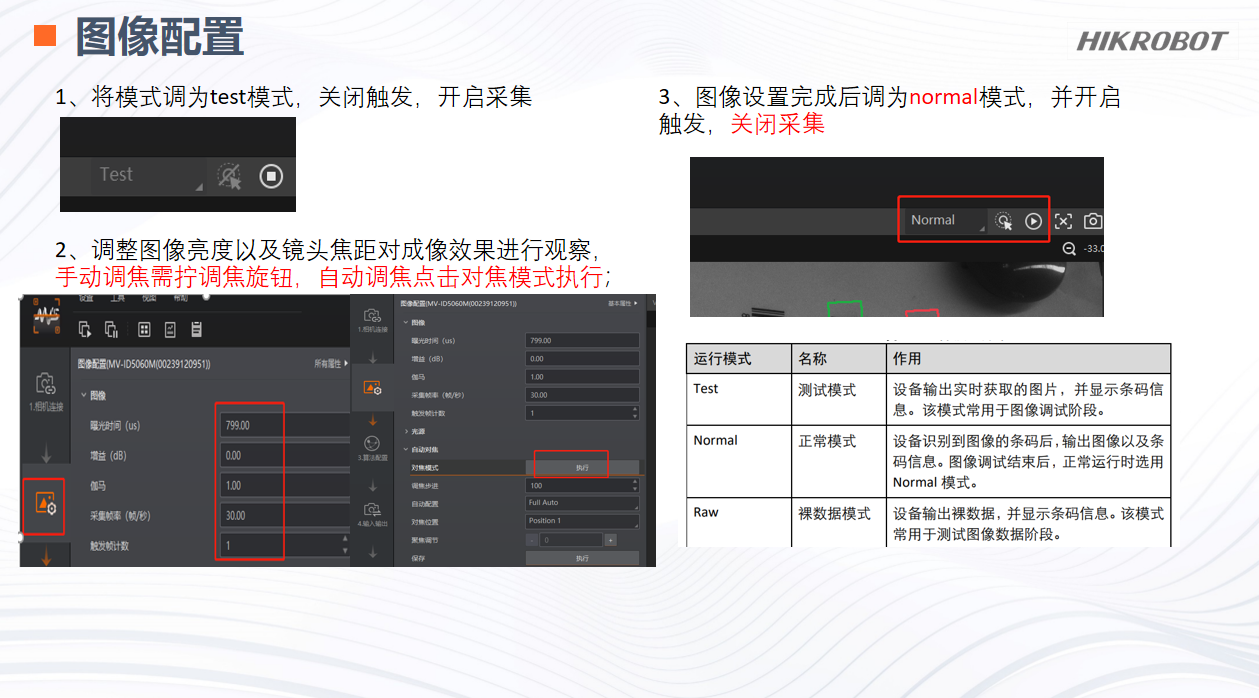 图像配置
HIKROBOT
1、将模式调为test模式，关闭触发，开启采集
Test
2、调整图像亮度以及镜头焦距对成像效果进行观察，
手动调焦需拧调焦旋钮，自动调焦点击对焦模式执行；
设置 工具 视图 帮助
图像配置(MV-ID5060M(00239120951))
所有属性
1.相机连接
图像
曝光时间（us） 799.00
增益（dB） 0.00
伽马 1.00
采集帧率（帧/秒） 30.00
触发帧计数 1
图像配置(MV-ID5060M(00239120951))
基本属性
1.相机连接
图像
曝光时间（us） 799.00
增益（dB） 0.00
伽马 1.00
采集帧率（帧/秒） 30.00
触发帧计数 1
光源
自动对焦
3.算法配置
对焦模式 执行
调焦步进 100
自动配置 Full Auto
4.输入输出
对焦位置 Position 1
聚焦调节 - 0 +
保存 执行
3、图像设置完成后调为normal模式，并开启
触发，关闭采集
Normal
-33.0
运行模式 名称 作用
Test 测试模式 设备输出实时获取的图片，并显示条码信
息。该模式常用于图像调试阶段。
Normal 正常模式 设备识别到图像的条码后，输出图像以及条
码信息。图像调试结束后，正常运行时选用
Normal 模式。
Raw 裸数据模式 设备输出裸数据，并显示条码信息。该模式
常用于测试图像数据阶段。